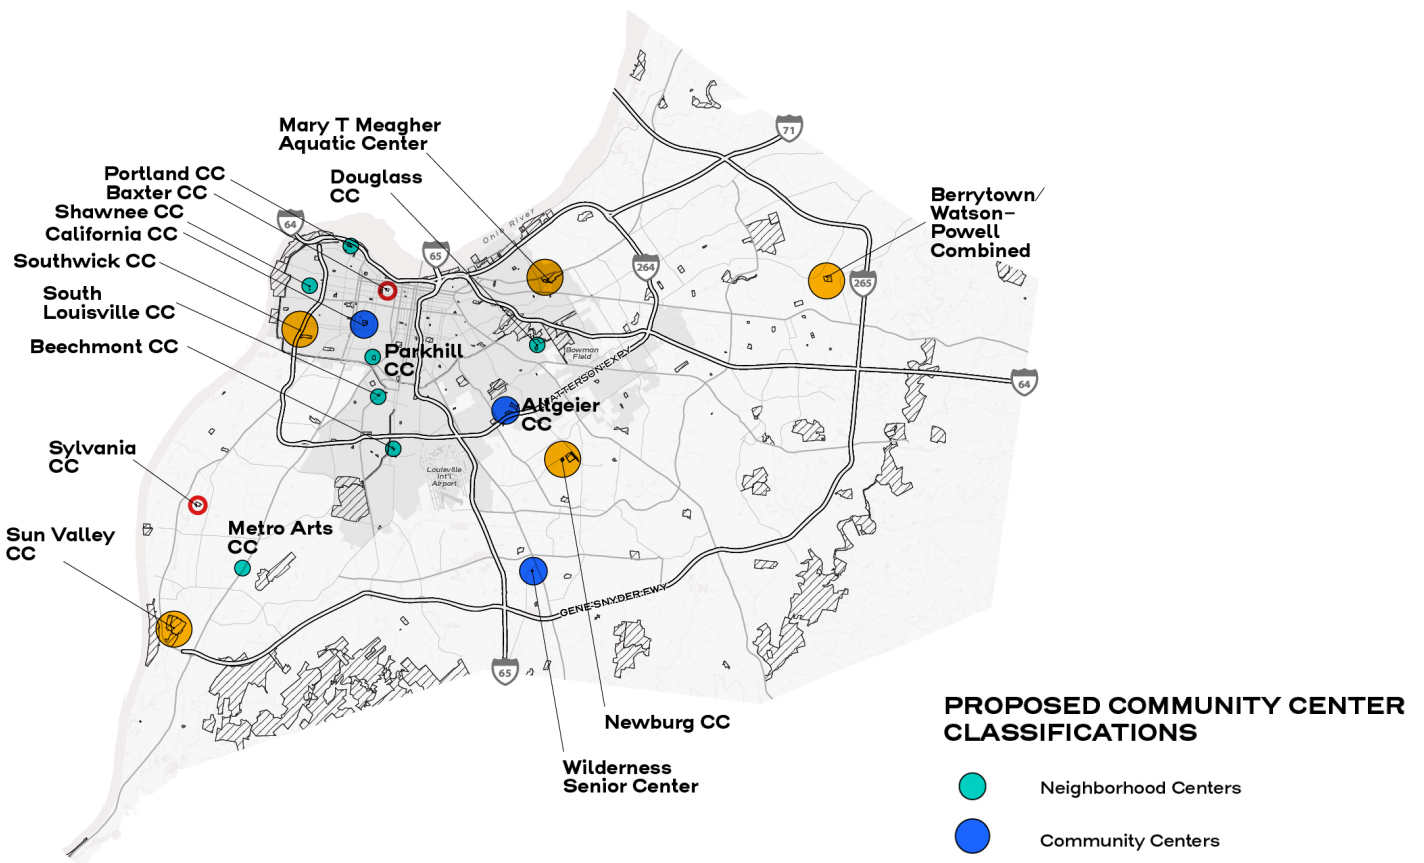 71
Mary T Meagher
Aquatic Center
Portland CC
Baxter CC
Douglass
CC
Shawnee CC
California CC
Southwick CC
South
Louisville CC
Beechmont CC
64
65
Ohio River
264
Berrytown/
Watson–
Powell
Combined
265
Parkhill
CC
Bowman
Field
PATTERSON EXPY
64
Altgeier
CC
Sylvania
CC
Louisville
Int'l
Airport
Metro Arts
CC
Sun Valley
CC
GENE SNYDER FWY
65
Newburg CC
Wilderness
Senior Center
PROPOSED COMMUNITY CENTER
CLASSIFICATIONS
Neighborhood Centers
Community Centers